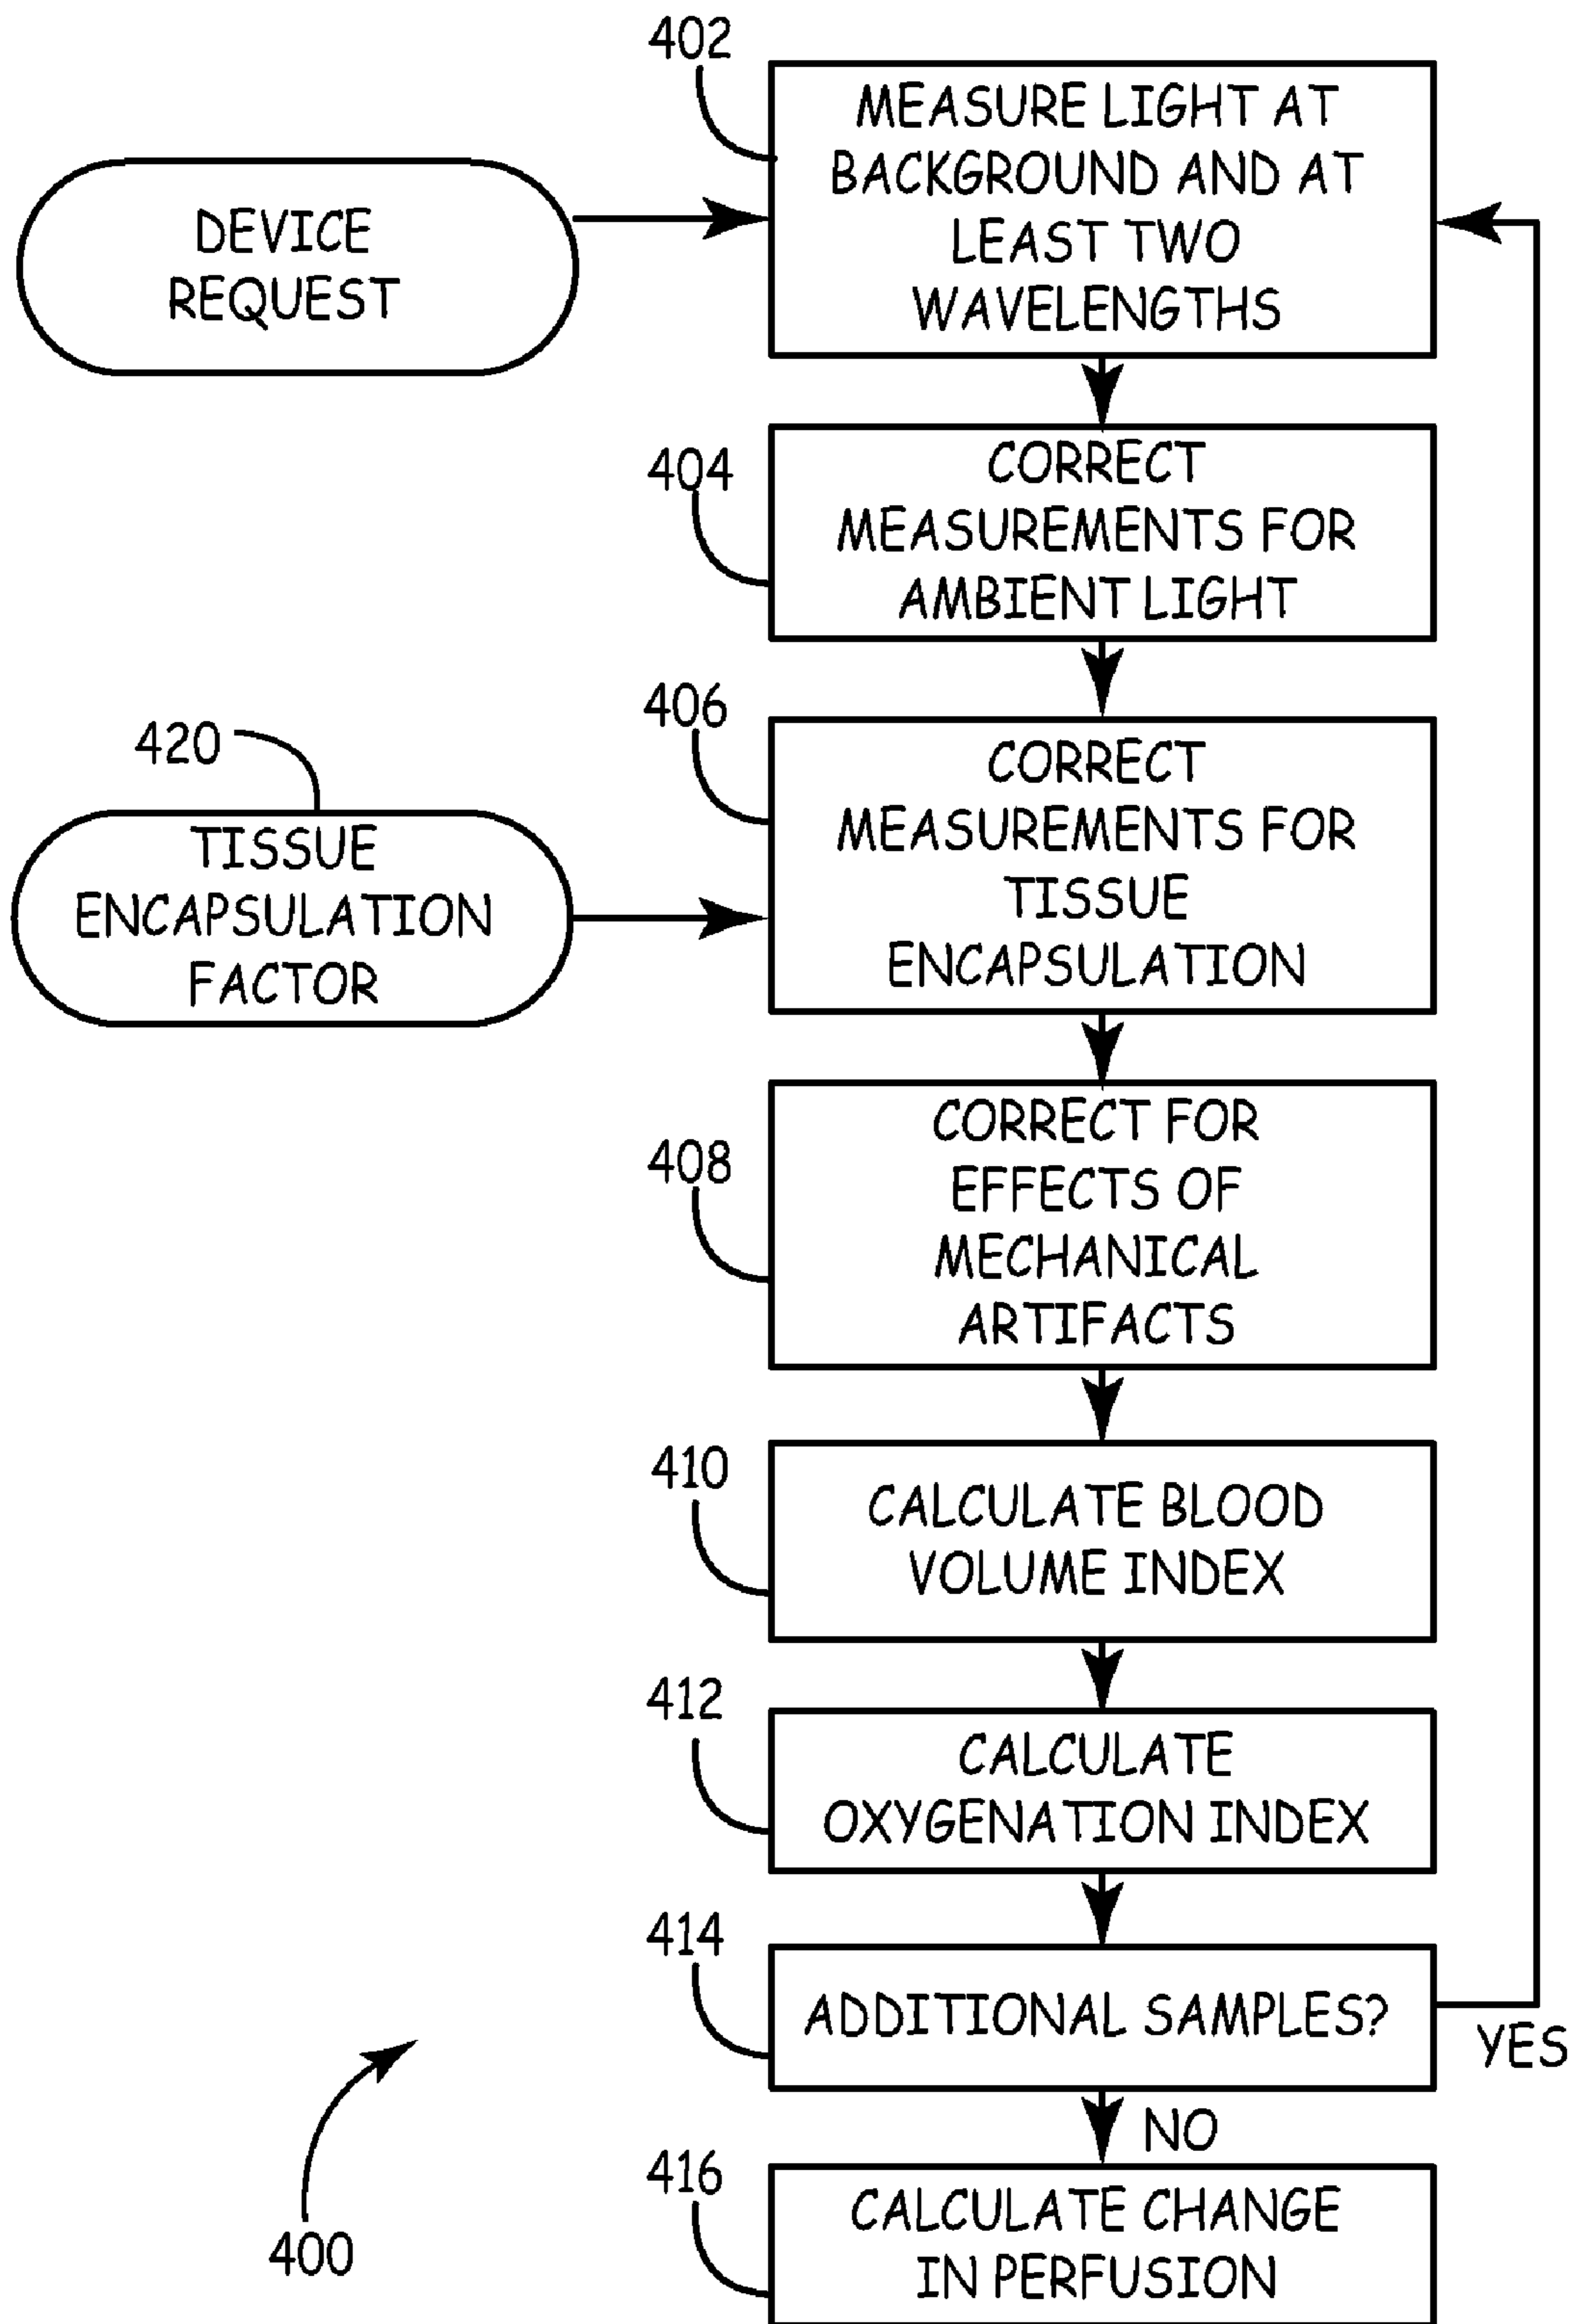 402
MEASURE LIGHT AT
BACKGROUND AND AT
LEAST TWO
WAVELENGTHS
DEVICE
REQUEST
404
CORRECT
MEASUREMENTS FOR
AMBIENT LIGHT
406
CORRECT
MEASUREMENTS FOR
TISSUE
ENCAPSULATION
420
TISSUE
ENCAPSULATION
FACTOR
408
CORRECT FOR
EFFECTS OF
MECHANICAL
ARTIFACTS
410
CALCULATE BLOOD
VOLUME INDEX
412
CALCULATE
OXYGENATION INDEX
414
ADDITIONAL SAMPLES?
YES
NO
416
CALCULATE CHANGE
IN PERFUSION
400